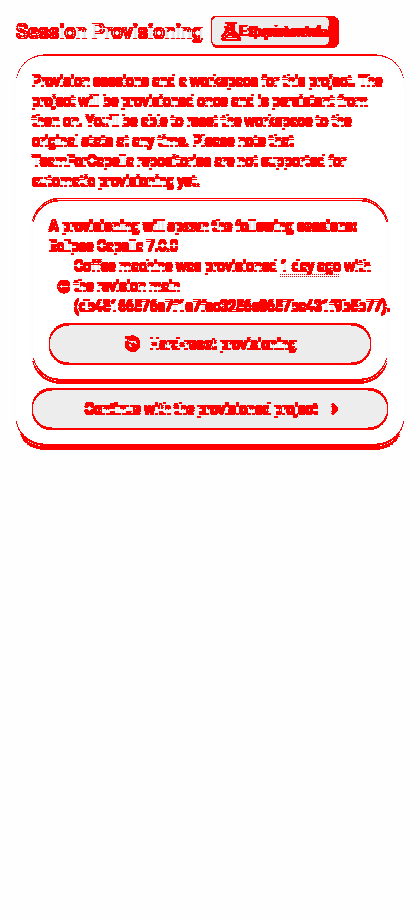 Session Provisioning Experimental
Provision sessions and a workspace for this project. The
project will be provisioned once and is persistent from
then on. You'll be able to reset the workspace to the
original state at any time. Please note that
TeamForCapella repositories are not supported for
automatic provisioning yet.
A provisioning will spawn the following sessions:
Eclipse Capella 7.0.0
Coffee machine was provisioned 1 day ago with
the revision main
Hard-reset provisioning
Continue with the provisioned project